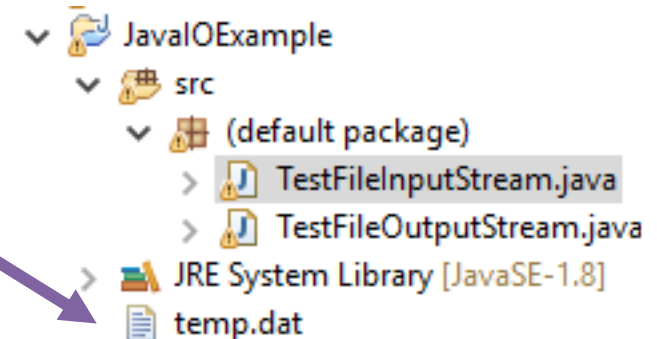 JavaIOExample
src
(default package)
TestFileInputStream.java
TestFileOutputStream.java
JRE System Library [JavaSE-1.8]
temp.dat